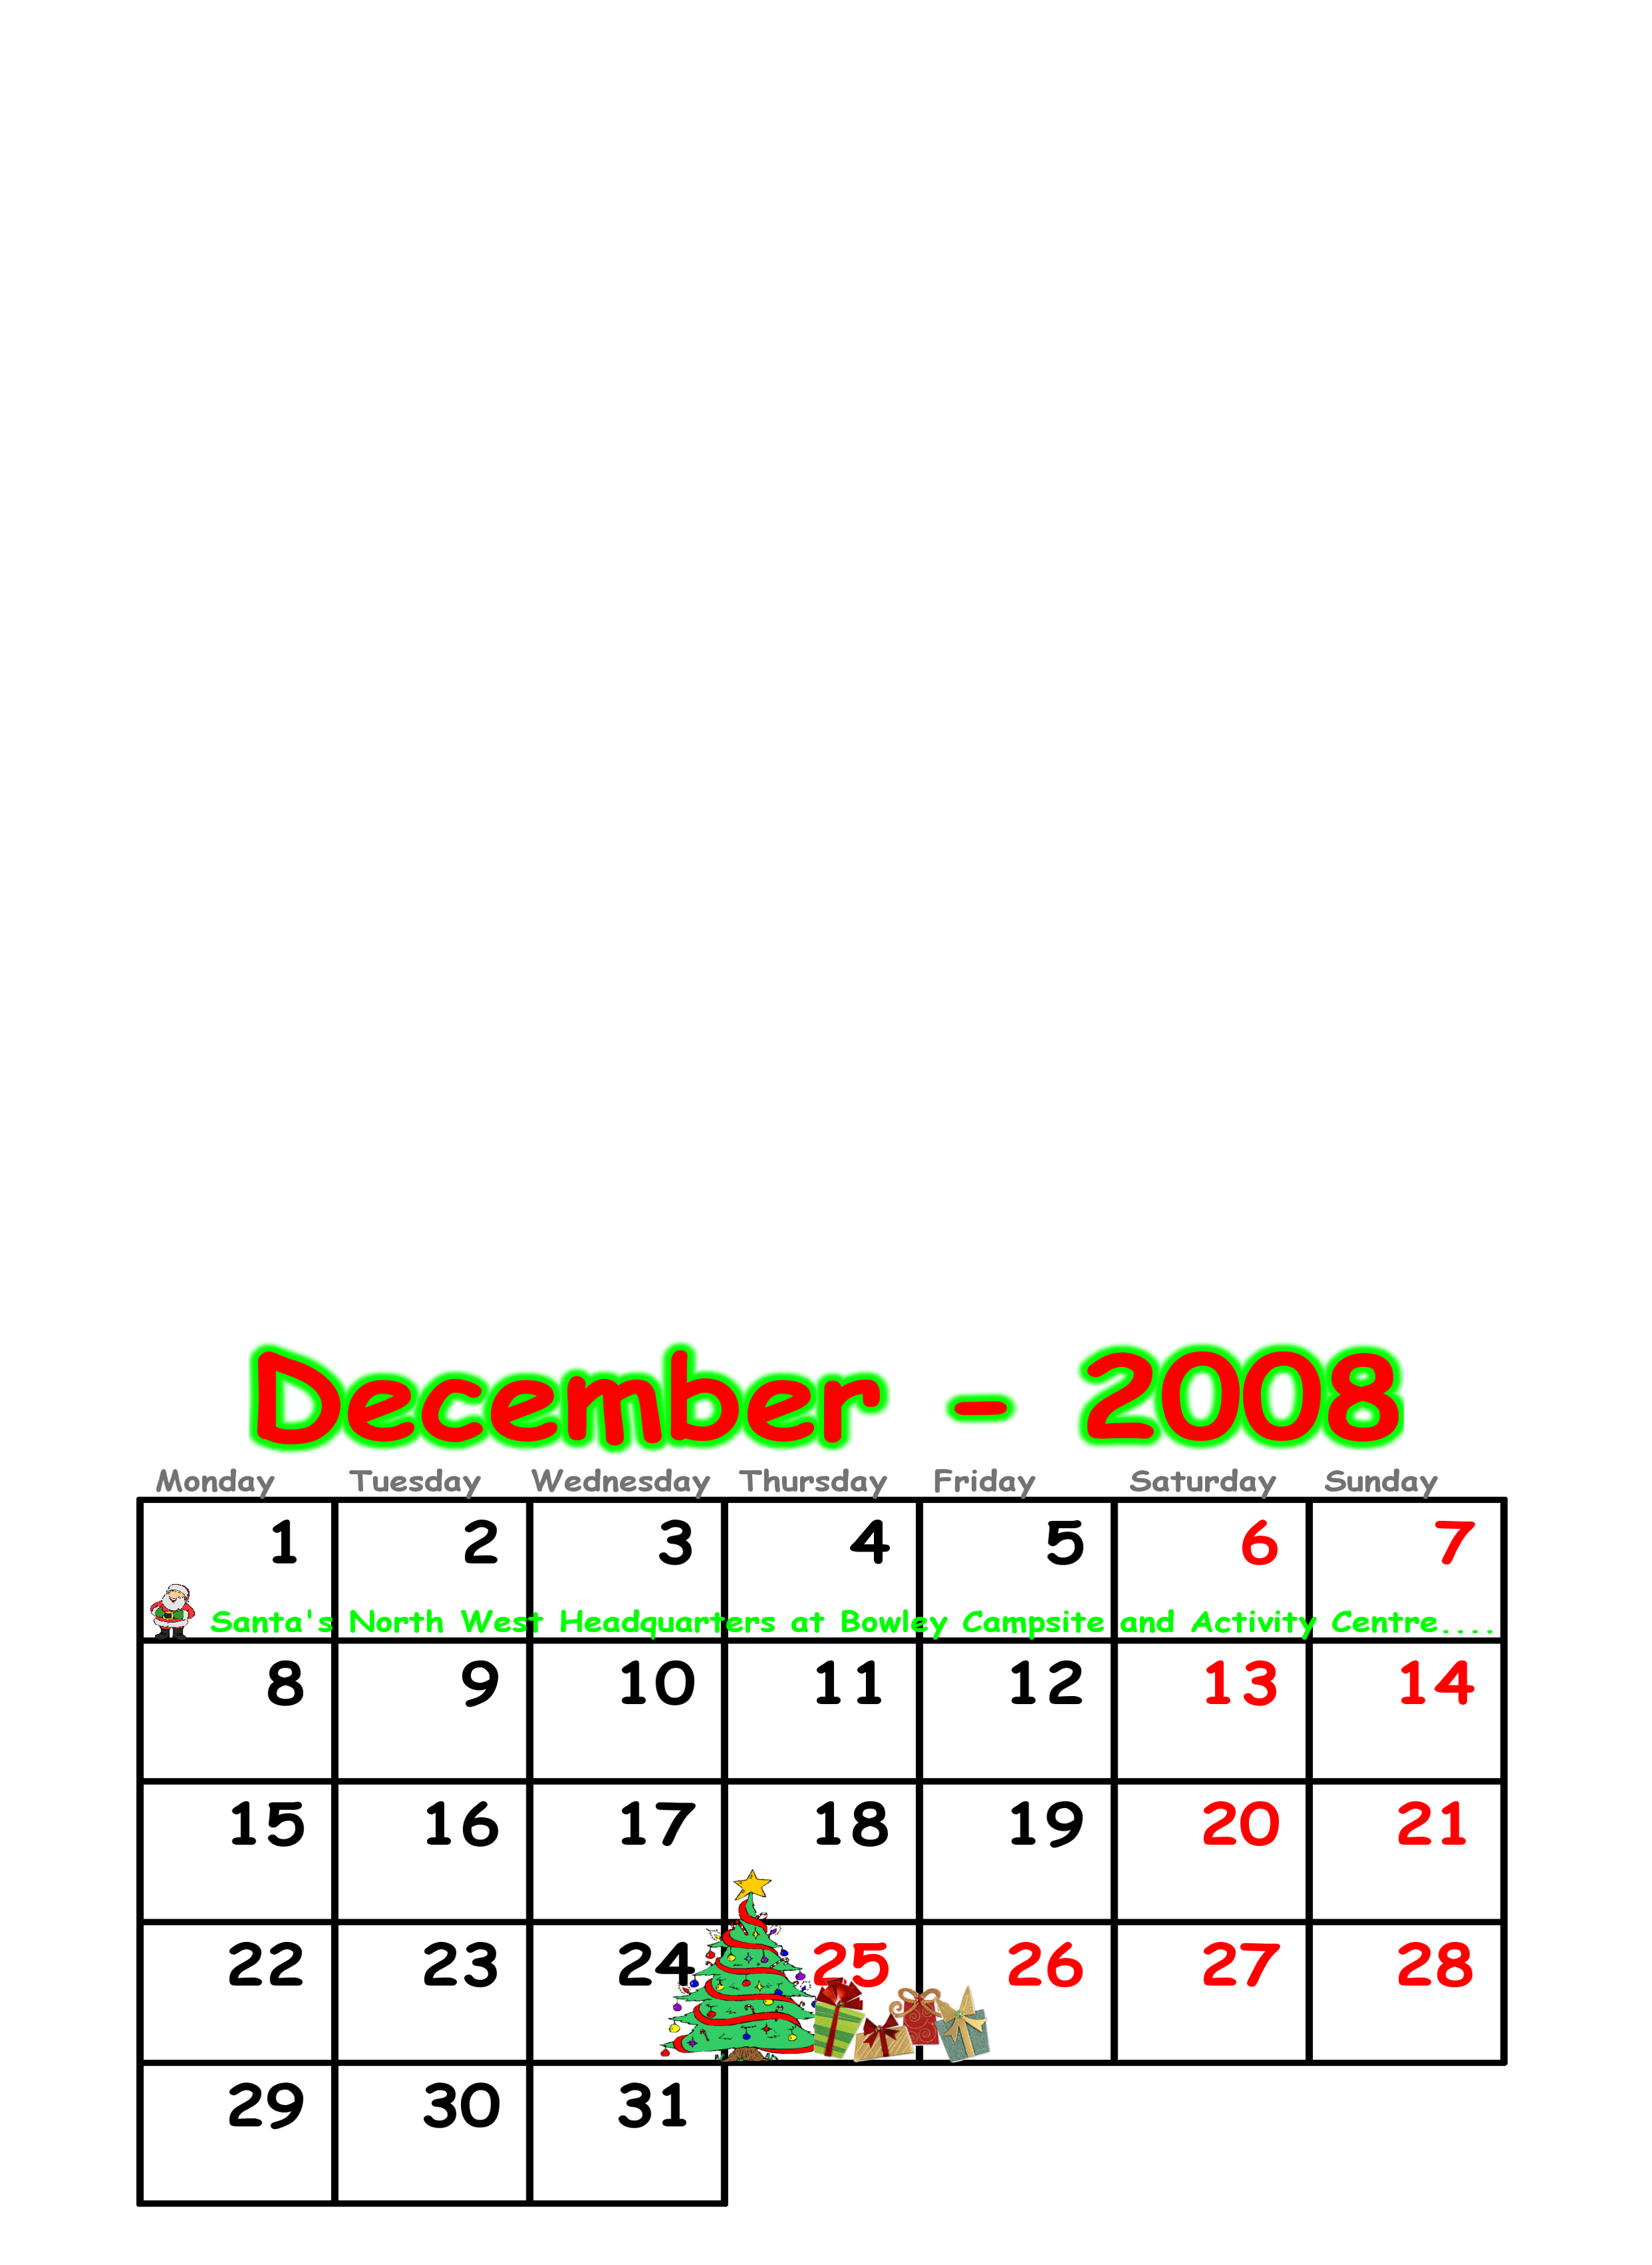 December - 2008
Monday Tuesday Wednesday Thursday Friday Saturday Sunday
1 2 3 4 5 6 7
Santa's North West Headquarters at Bowley Campsite and Activity Centre....
8 9 10 11 12 13 14
15 16 17 18 19 20 21
22 23 24 25 26 27 28
29 30 31